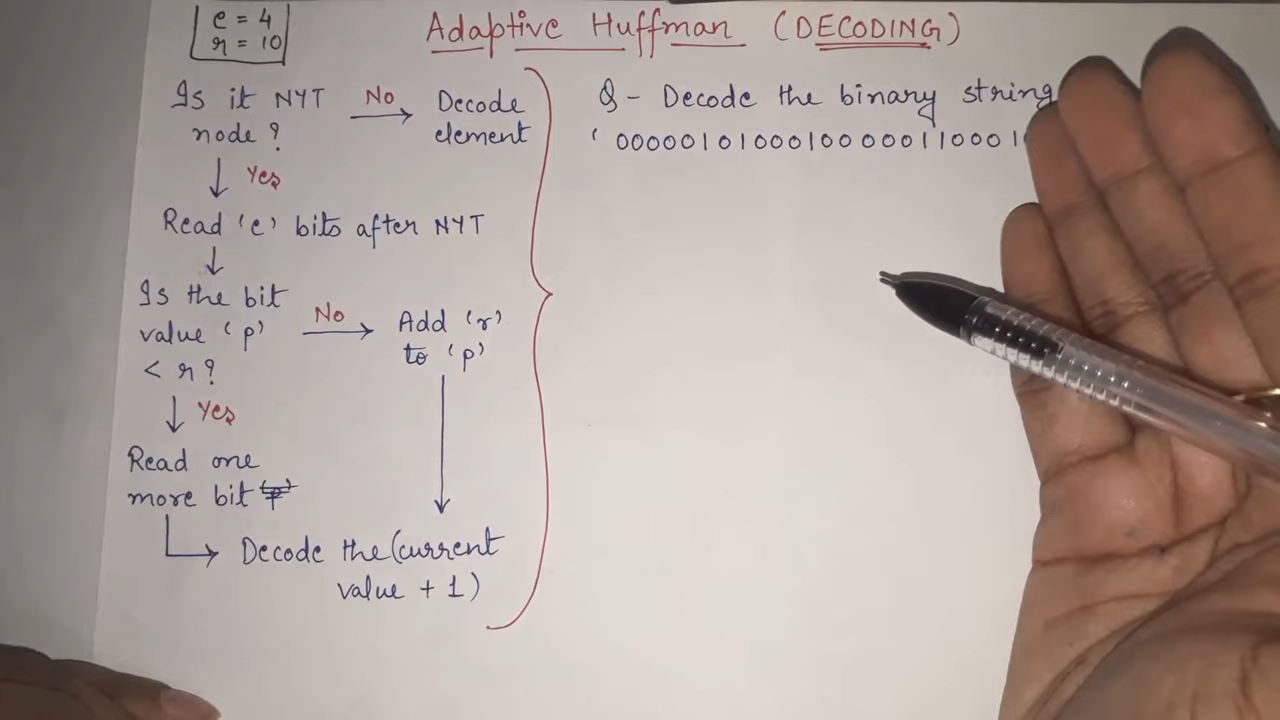 e = 4
r = 10
Adaptive Huffman (DECODING)
Is it NYT node?
No
Decode element
Yes
Read 'e' bits after NYT
Is the bit value 'p' < r?
No
Add 'r' to 'p'
Yes
Read one more bit
Decode the (current value + 1)
Q - Decode the binary string
' 00000101000100000110001